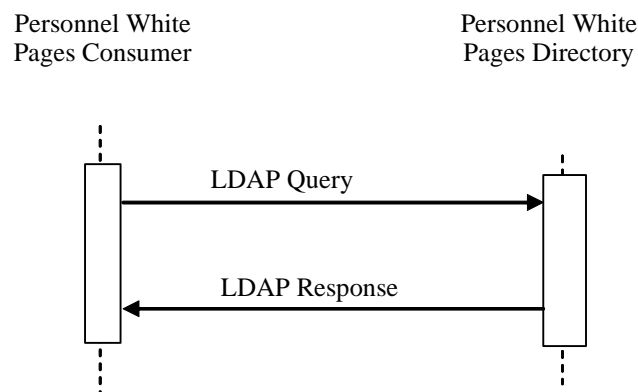 Personnel White
Pages Consumer
Personnel White
Pages Directory
LDAP Query
LDAP Response